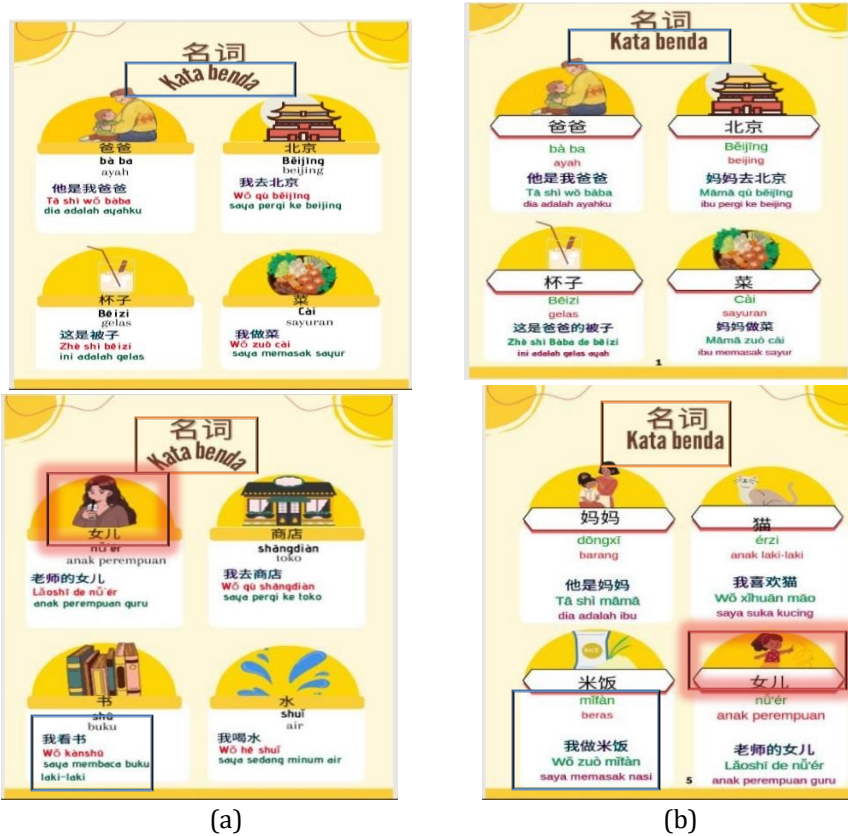 名词
Kata benda
爸爸
bà ba
ayah
他是我爸爸
Tā shì wǒ bàba
dia adalah ayahku
北京
Běijīng
beijing
我去北京
Wǒ qù běijīng
saya pergi ke beijing
杯子
Bēizi
gelas
这是被子
Zhè shì bēizi
ini adalah gelas
菜
Cài
sayuran
我做菜
Wǒ zuò cài
saya memasak sayur
名词
Kata benda
爸爸
bà ba
ayah
他是我爸爸
Tā shì wǒ bàba
dia adalah ayahku
北京
Běijīng
beijing
妈妈去北京
Māmā qù běijīng
ibu pergi ke beijing
杯子
Bēizi
gelas
这是爸爸的被子
Zhè shì Bàba de bēizi
ini adalah gelas ayah
菜
Cài
sayuran
妈妈做菜
Māmā zuò cài
ibu memasak sayur
1
名词
Kata benda
女儿
nǚ'ér
anak perempuan
老师的女儿
Lǎoshī de nǚ'ér
anak perempuan guru
商店
shāngdiàn
toko
我去商店
Wǒ qù shāngdiàn
saya pergi ke toko
书
shū
buku
我看书
Wǒ kànshū
saya membaca buku
laki-laki
水
shuǐ
air
我喝水
Wǒ hē shuǐ
saya sedang minum air
名词
Kata benda
妈妈
dōngxī
barang
他是妈妈
Tā shì māmā
dia adalah ibu
猫
érzi
anak laki-laki
我喜欢猫
Wǒ xǐhuān māo
saya suka kucing
RICE
米饭
mǐfàn
beras
我做米饭
Wǒ zuò mǐfàn
saya memasak nasi
女儿
nǚ'ér
anak perempuan
老师的女儿
Lǎoshī de nǚ'ér
anak perempuan guru
5
(a)
(b)